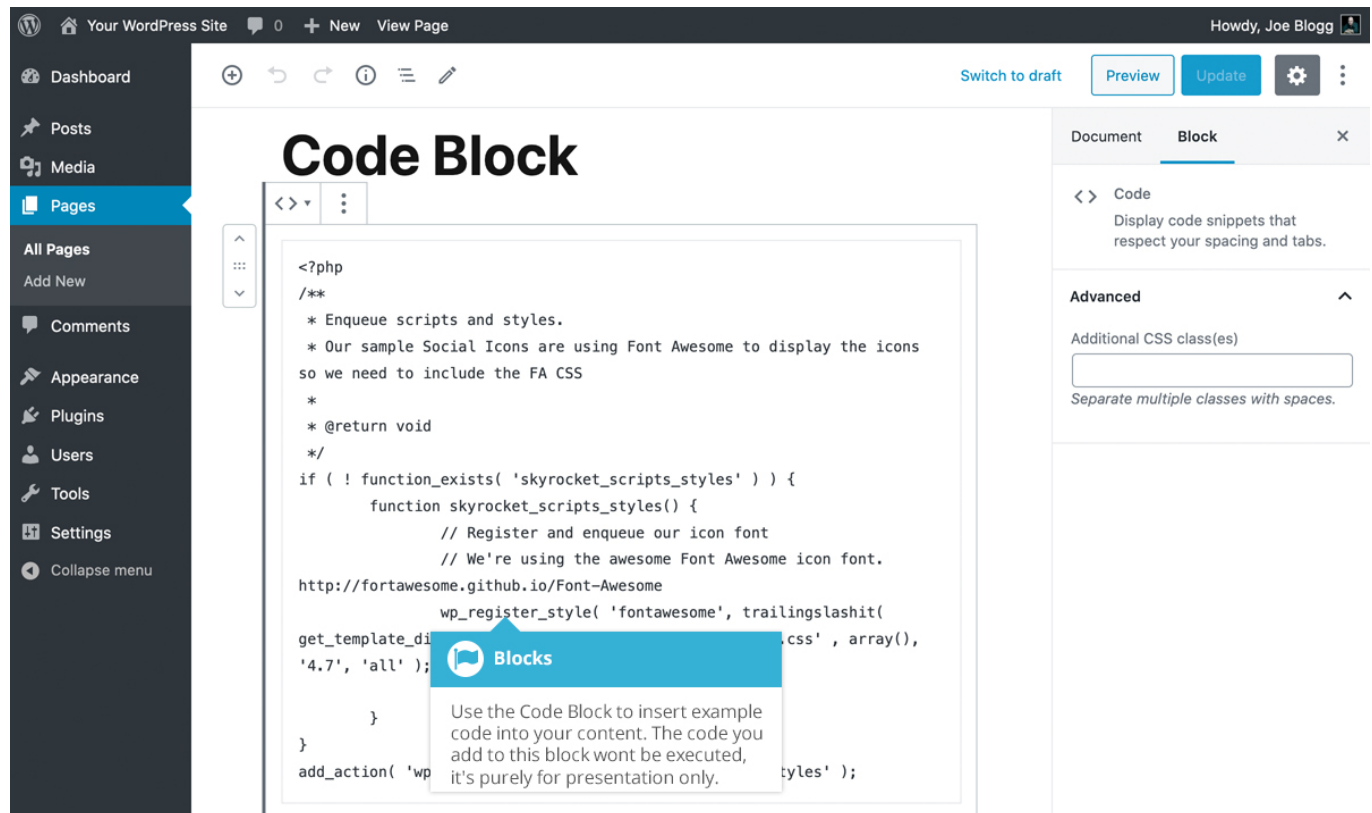 Your WordPress Site 0 New View Page Howdy, Joe Blogg
Dashboard
Posts
Media
Pages
All Pages
Add New
Comments
Appearance
Plugins
Users
Tools
Settings
Collapse menu
Switch to draft Preview Update
Code Block
<?php
/**
* Enqueue scripts and styles.
* Our sample Social Icons are using Font Awesome to display the icons
so we need to include the FA CSS
*
* @return void
*/
if ( ! function_exists( 'skyrocket_scripts_styles' ) ) {
function skyrocket_scripts_styles() {
// Register and enqueue our icon font
// We're using the awesome Font Awesome icon font.
http://fortawesome.github.io/Font-Awesome
wp_register_style( 'fontawesome', trailingslashit(
get_template_di .css' , array(),
'4.7', 'all' );
}
}
add_action( 'wp tyles' );
Blocks
Use the Code Block to insert example
code into your content. The code you
add to this block wont be executed,
it's purely for presentation only.
Document Block
Code
Display code snippets that
respect your spacing and tabs.
Advanced
Additional CSS class(es)
Separate multiple classes with spaces.